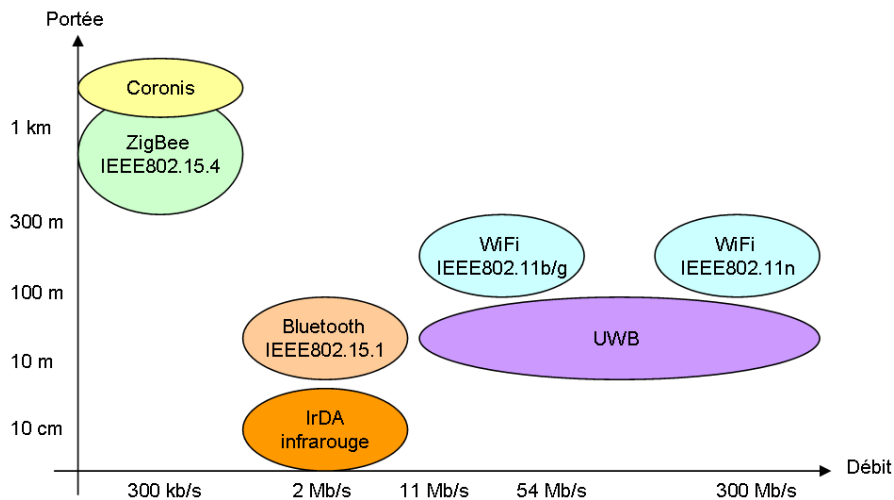 Portée
Coronis
1 km
ZigBee
IEEE802.15.4
300 m
WiFi
IEEE802.11b/g
WiFi
IEEE802.11n
100 m
Bluetooth
IEEE802.15.1
UWB
10 m
IrDA
infrarouge
10 cm
Débit
300 kb/s
2 Mb/s
11 Mb/s
54 Mb/s
300 Mb/s